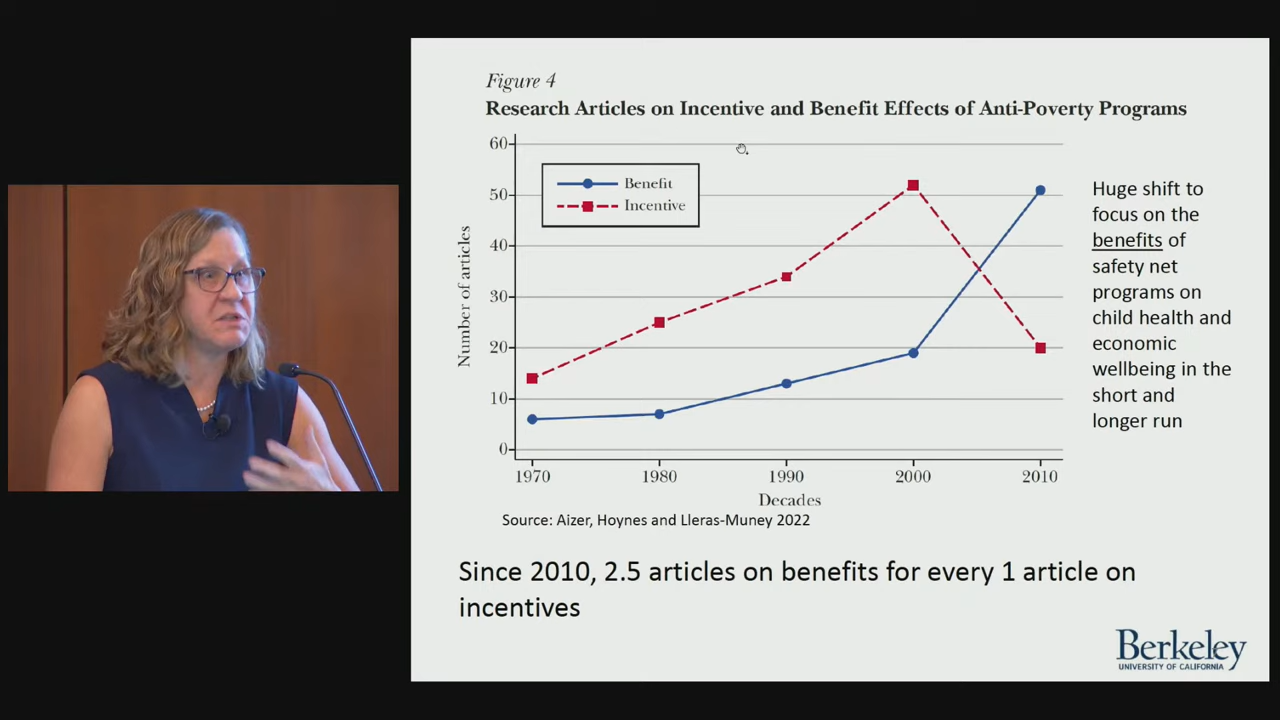 Figure 4
Research Articles on Incentive and Benefit Effects of Anti-Poverty Programs
60
50
40
30
20
10
0
Number of articles
Benefit
Incentive
1970
1980
1990
2000
2010
Decades
Source: Aizer, Hoynes and Lleras-Muney 2022
Huge shift to
focus on the
benefits of
safety net
programs on
child health and
economic
wellbeing in the
short and
longer run
Since 2010, 2.5 articles on benefits for every 1 article on
incentives
Berkeley
UNIVERSITY OF CALIFORNIA